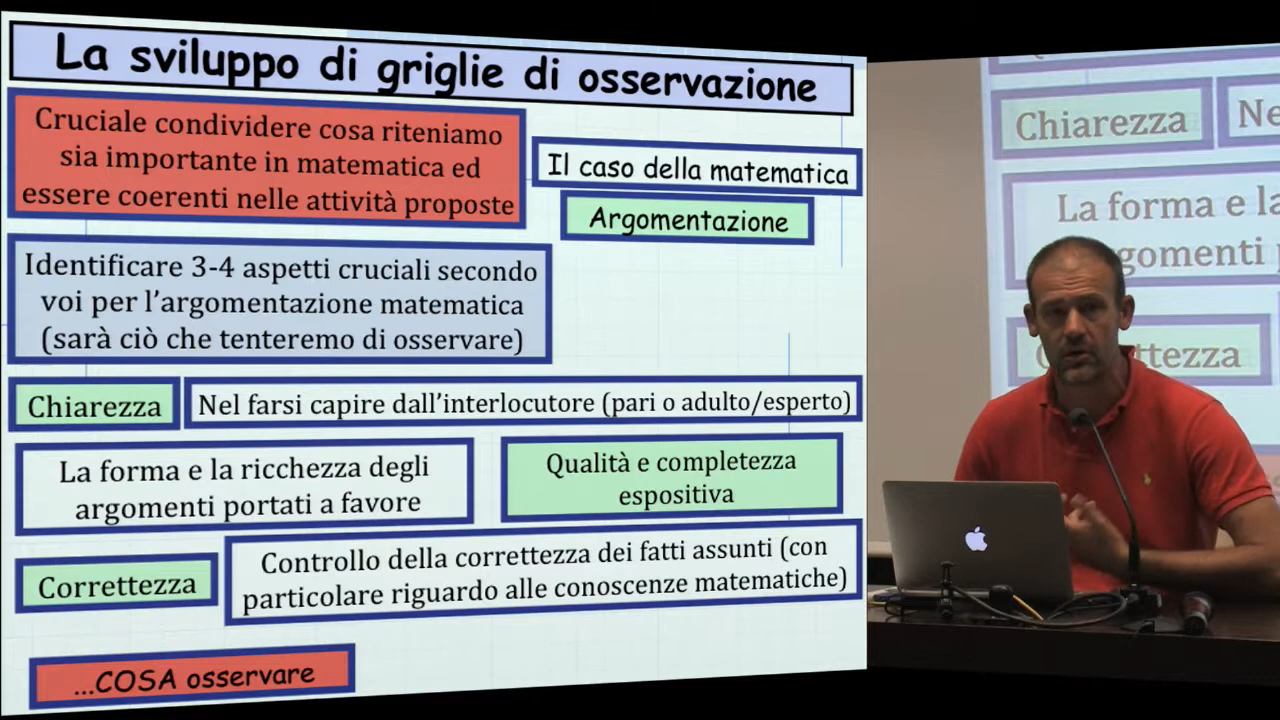 La sviluppo di griglie di osservazione
Cruciale condividere cosa riteniamo
sia importante in matematica ed
essere coerenti nelle attività proposte
Il caso della matematica
Argomentazione
Identificare 3-4 aspetti cruciali secondo
voi per l'argomentazione matematica
(sarà ciò che tenteremo di osservare)
Chiarezza
Nel farsi capire dall'interlocutore (pari o adulto/esperto)
La forma e la ricchezza degli
argomenti portati a favore
Qualità e completezza
espositiva
Correttezza
Controllo della correttezza dei fatti assunti (con
particolare riguardo alle conoscenze matematiche)
...COSA osservare
Chiarezza
Ne
La forma e la
gomenti
ttezza